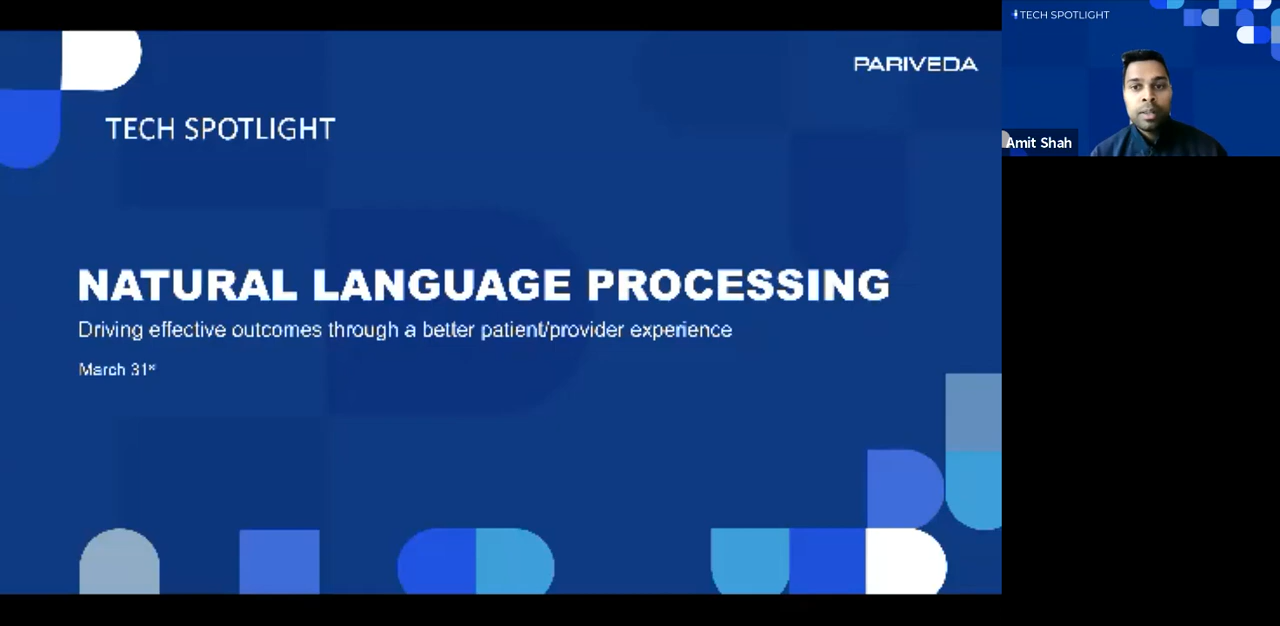 PARIVEDA
TECH SPOTLIGHT
NATURAL LANGUAGE PROCESSING
Driving effective outcomes through a better patient/provider experience
March 31st
TECH SPOTLIGHT
Amit Shah